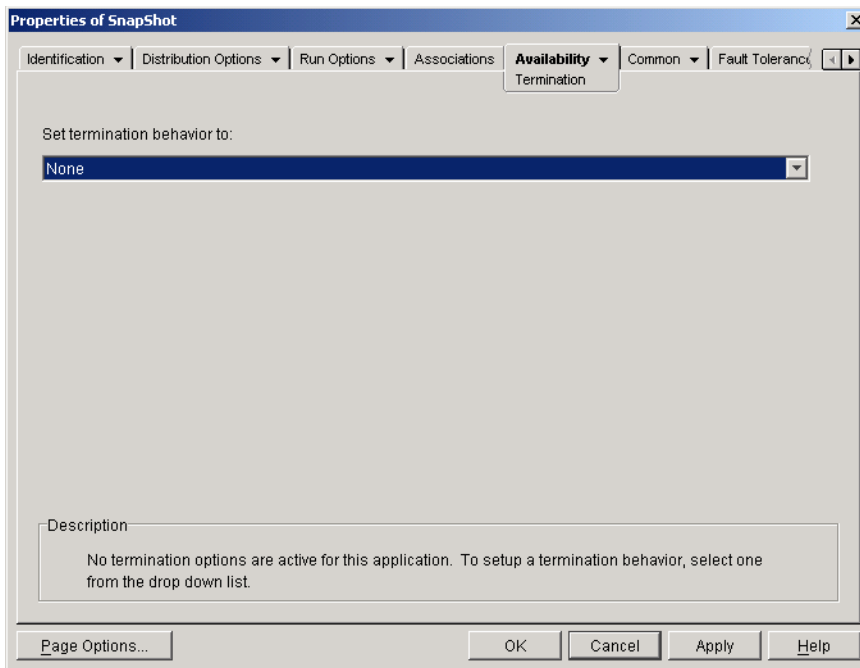 Properties of SnapShot
Identification Distribution Options Run Options Associations Availability Common Fault Tolerance
Termination
Set termination behavior to:
None
Description
No termination options are active for this application. To setup a termination behavior, select one
from the drop down list.
Page Options... OK Cancel Apply Help